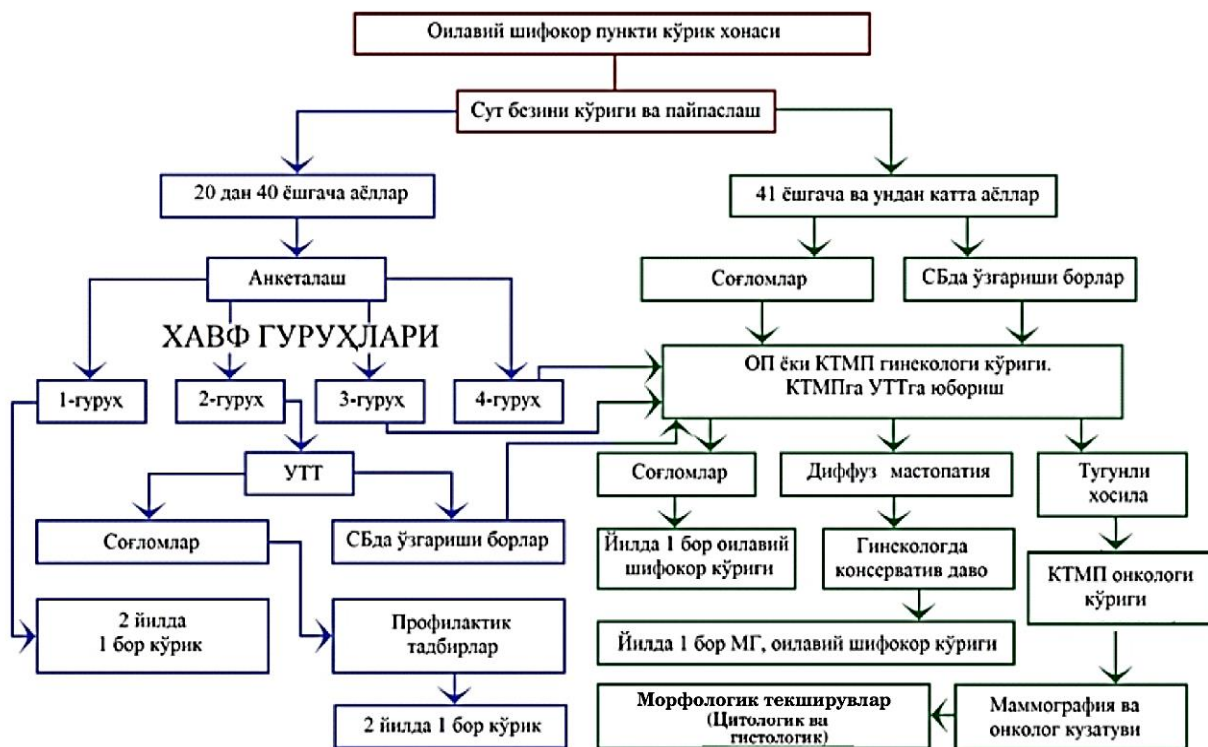 Оилавий шифокор пункти кўрик хонаси
Сут безини кўриги ва пайпаслаш
20 дан 40 ёшгача аёллар
41 ёшгача ва ундан катта аёллар
Анкеталаш
Соғломлар
СБда ўзгариши борлар
ХАВФ ГУРУҲЛАРИ
1-гуруҳ
2-гуруҳ
3-гуруҳ
4-гуруҳ
ОП ёки КТМП гинекологи кўриги.
КТМПга УТТга юбориш
УТТ
Соғломлар
СБда ўзгариши борлар
Соғломлар
Диффуз мастопатия
Тугунли
хосила
Йилда 1 бор оилавий
шифокор кўриги
Гинекологда
консерватив даво
КТМП онкологи
кўриги
2 йилда
1 бор кўрик
Профилактик
тадбирлар
Йилда 1 бор МГ, оилавий шифокор кўриги
2 йилда 1 бор кўрик
Морфологик текширувлар
(Цитологик ва
гистологик)
Маммография ва
онколог кузатуви